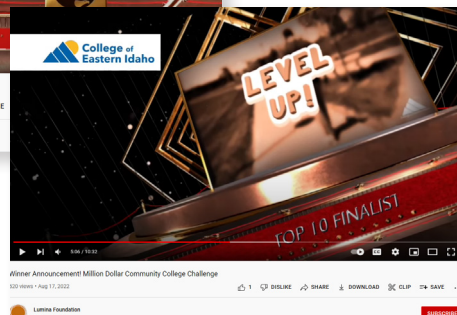 College of
Eastern Idaho
LEVEL
UP!
TOP 10 FINALIST
E
5:06 / 10:32
Winner Announcement! Million Dollar Community College Challenge
520 views • Aug 17, 2022
1 DISLIKE SHARE DOWNLOAD CLIP SAVE ...
Lumina Foundation
SUBSCRIBE